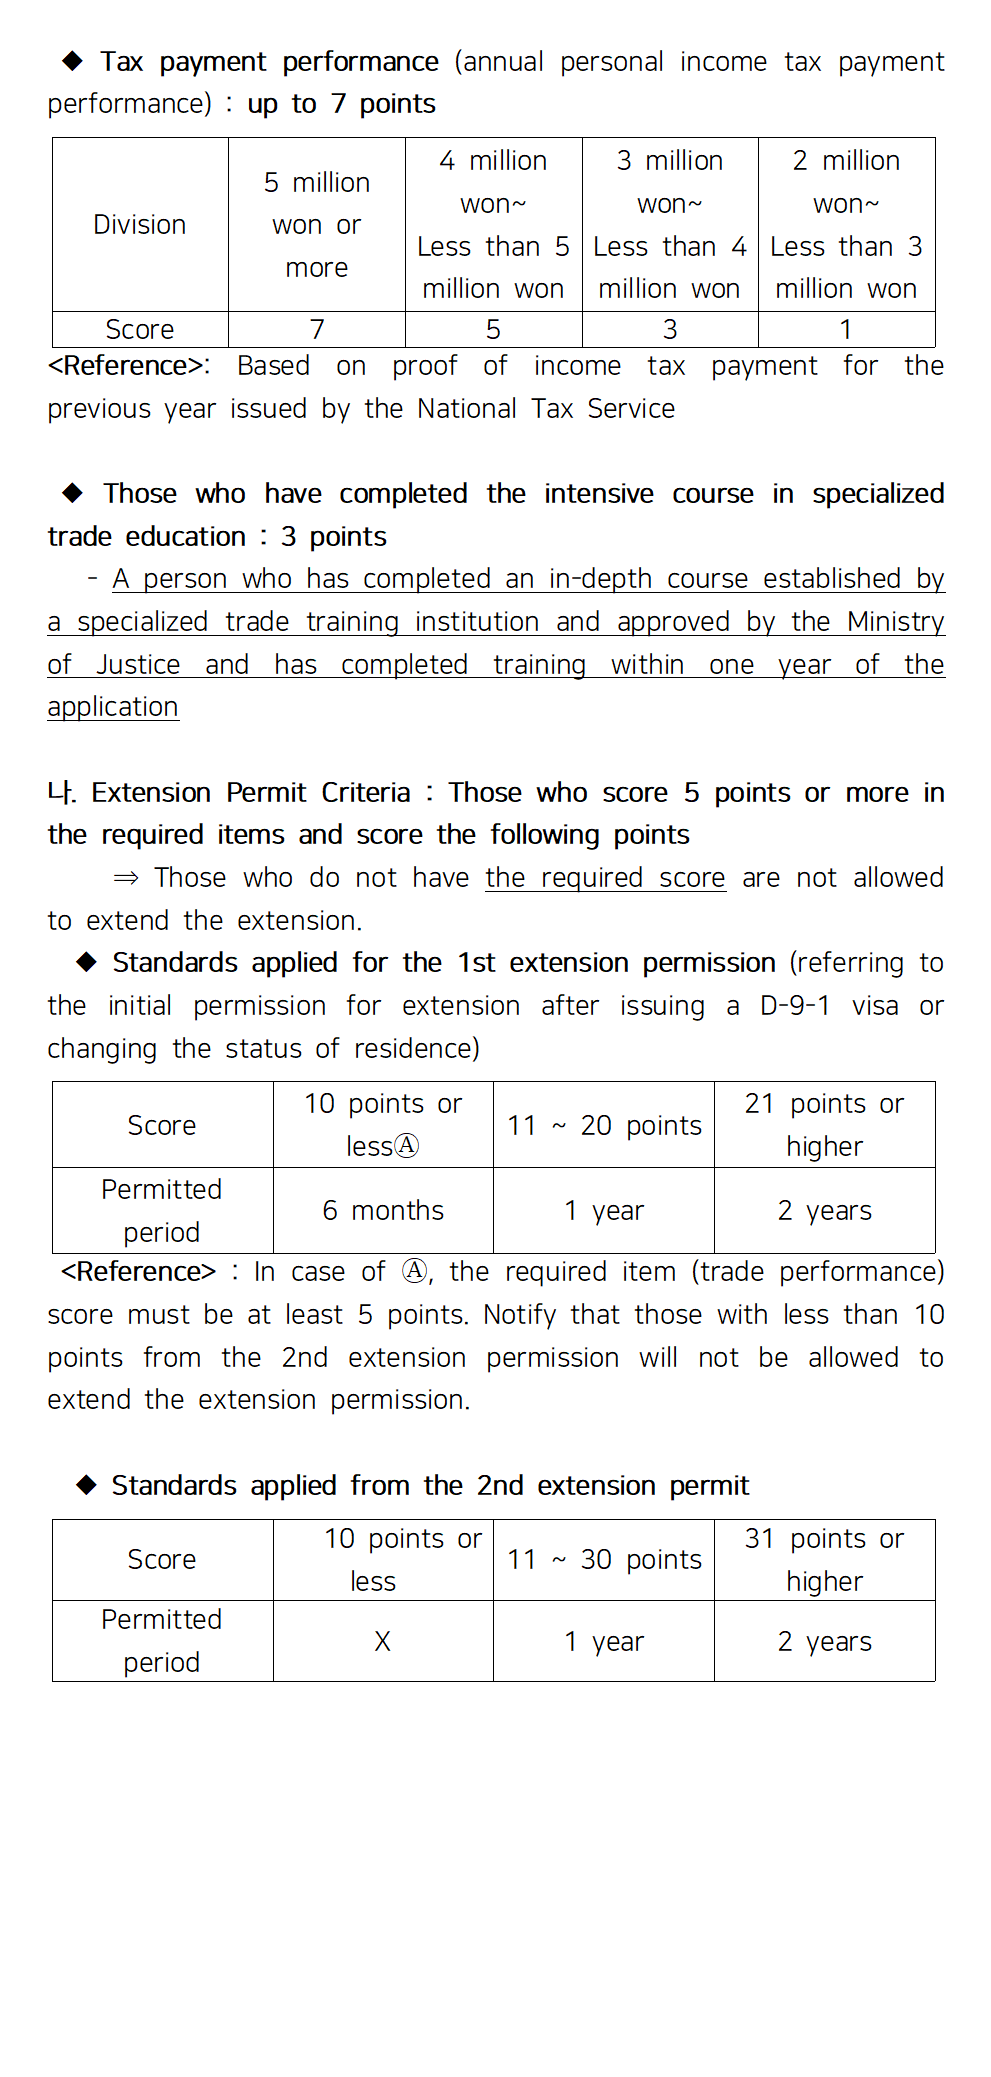 ◆ Tax payment performance (annual personal income tax payment
performance) : up to 7 points
Division
5 million
won or
more
4 million
won~
Less than 5
million won
3 million
won~
Less than 4
million won
2 million
won~
Less than 3
million won
Score
7
5
3
1
<Reference>: Based on proof of income tax payment for the
previous year issued by the National Tax Service
◆ Those who have completed the intensive course in specialized
trade education : 3 points
- A person who has completed an in-depth course established by
a specialized trade training institution and approved by the Ministry
of Justice and has completed training within one year of the
application
나. Extension Permit Criteria : Those who score 5 points or more in
the required items and score the following points
⇒ Those who do not have the required score are not allowed
to extend the extension.
◆ Standards applied for the 1st extension permission (referring to
the initial permission for extension after issuing a D-9-1 visa or
changing the status of residence)
Score
10 points or
lessⒶ
11 ~ 20 points
21 points or
higher
Permitted
period
6 months
1 year
2 years
<Reference> : In case of Ⓐ, the required item (trade performance)
score must be at least 5 points. Notify that those with less than 10
points from the 2nd extension permission will not be allowed to
extend the extension permission.
◆ Standards applied from the 2nd extension permit
Score
10 points or
less
11 ~ 30 points
31 points or
higher
Permitted
period
X
1 year
2 years